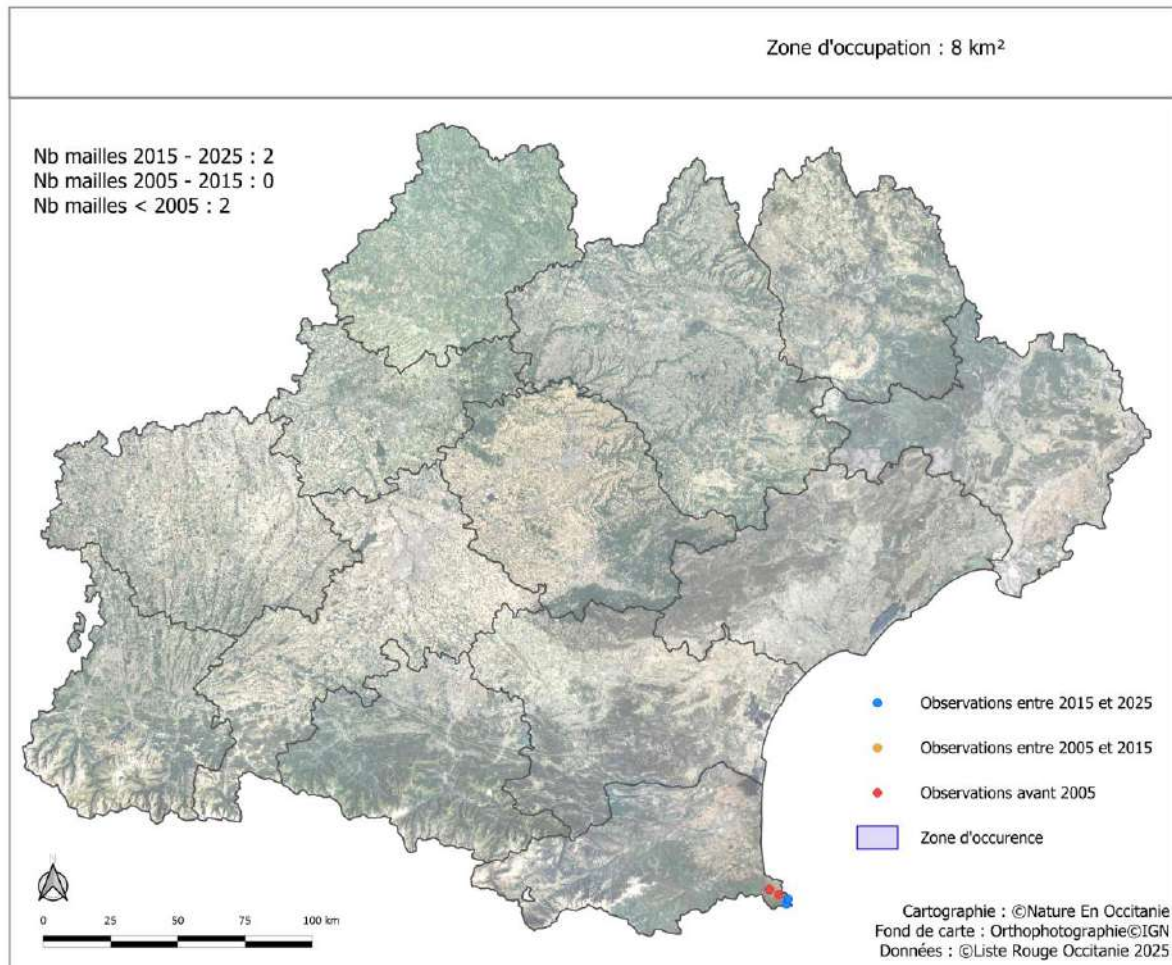 Zone d'occupation : 8 km²
Nb mailles 2015 - 2025 : 2
Nb mailles 2005 - 2015 : 0
Nb mailles < 2005 : 2
Observations entre 2015 et 2025
Observations entre 2005 et 2015
Observations avant 2005
Zone d'occurence
N
0 25 50 75 100 km
Cartographie : ©Nature En Occitanie
Fond de carte : Orthophotographie©IGN
Données : ©Liste Rouge Occitanie 2025